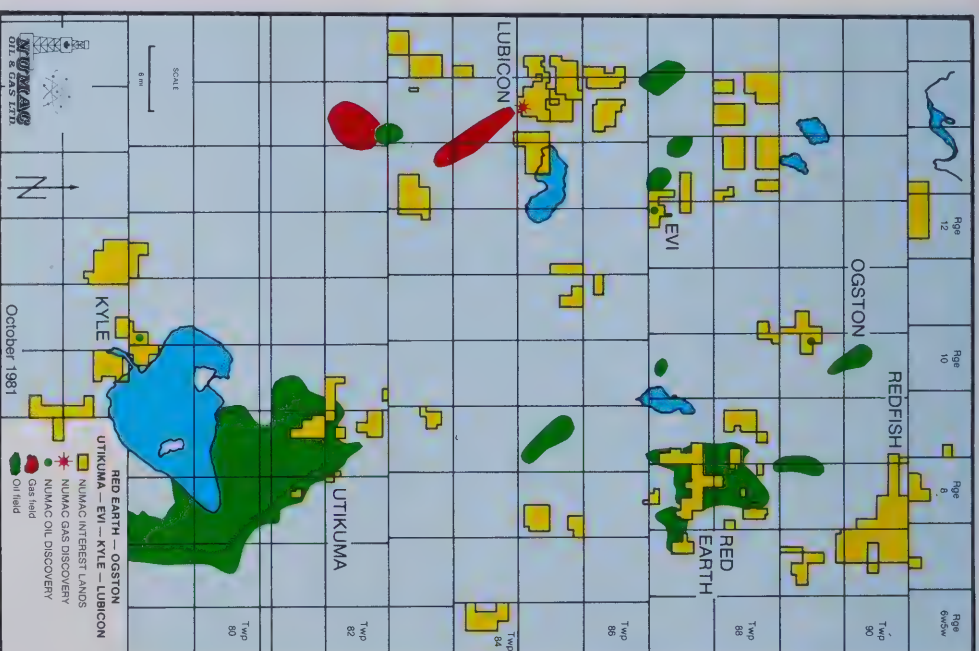 Rge
12
Rge
10
Rge
8
Rge
6w5w
Twp
90
Twp
88
Twp
86
Twp
84
Twp
82
Twp
80
REDFISH
OGSTON
RED
EARTH
EVI
LUBICON
UTIKUMA
KYLE
SCALE
6 mi
N
NUMAC
OIL & GAS LTD.
October 1981
RED EARTH — OGSTON
UTIKUMA — EVI — KYLE — LUBICON
NUMAC INTEREST LANDS
NUMAC GAS DISCOVERY
NUMAC OIL DISCOVERY
Gas field
Oil field